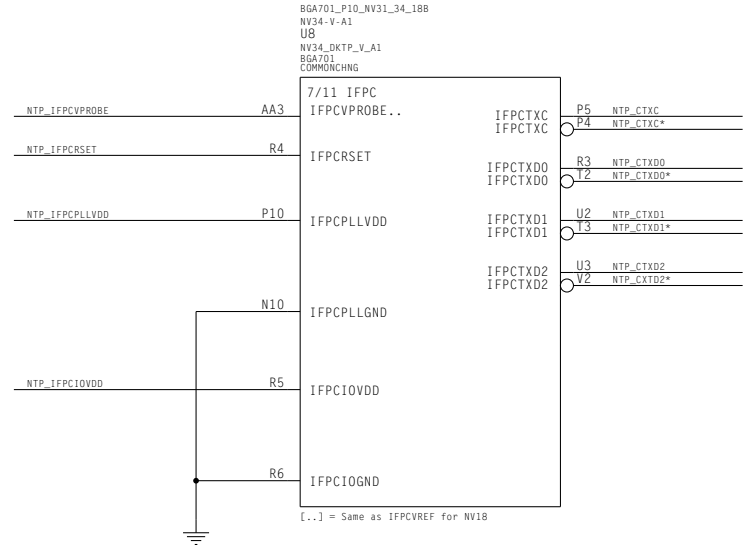 BGA701_P10_NV31_34_18B
NV34-V-A1
U8
NV34_DKTP_V_A1
BGA701
COMMONCHNG
7/11 IFPC
NTP_IFPCVPROBE AA3 IFPCVPROBE.. IFPCTXC P5 NTP_CTXC
IFPCTXC P4 NTP_CTXC*
NTP_IFPCRSET R4 IFPCRSET
IFPCTXD0 R3 NTP_CTXD0
IFPCTXD0 T2 NTP_CTXD0*
NTP_IFPCPLLVDD P10 IFPCPLLVDD IFPCTXD1 U2 NTP_CTXD1
IFPCTXD1 T3 NTP_CTXD1*
IFPCTXD2 U3 NTP_CTXD2
IFPCTXD2 V2 NTP_CXTD2*
N10 IFPCPLLGND
NTP_IFPCIOVDD R5 IFPCIOVDD
R6 IFPCIOGND
[..] = Same as IFPCVREF for NV18